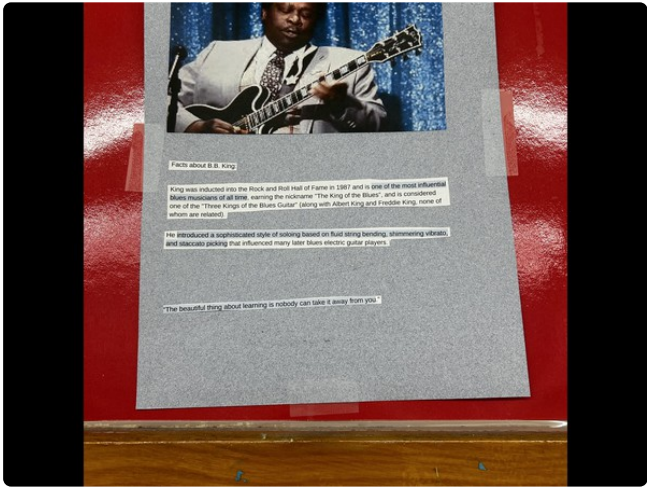 Facts about B.B. King:
King was inducted into the Rock and Roll Hall of Fame in 1987 and is one of the most influential
blues musicians of all time, earning the nickname "The King of the Blues", and is considered
one of the "Three Kings of the Blues Guitar" (along with Albert King and Freddie King, none of
whom are related).
He introduced a sophisticated style of soloing based on fluid string bending, shimmering vibrato,
and staccato picking that influenced many later blues electric guitar players.
"The beautiful thing about learning is nobody can take it away from you."